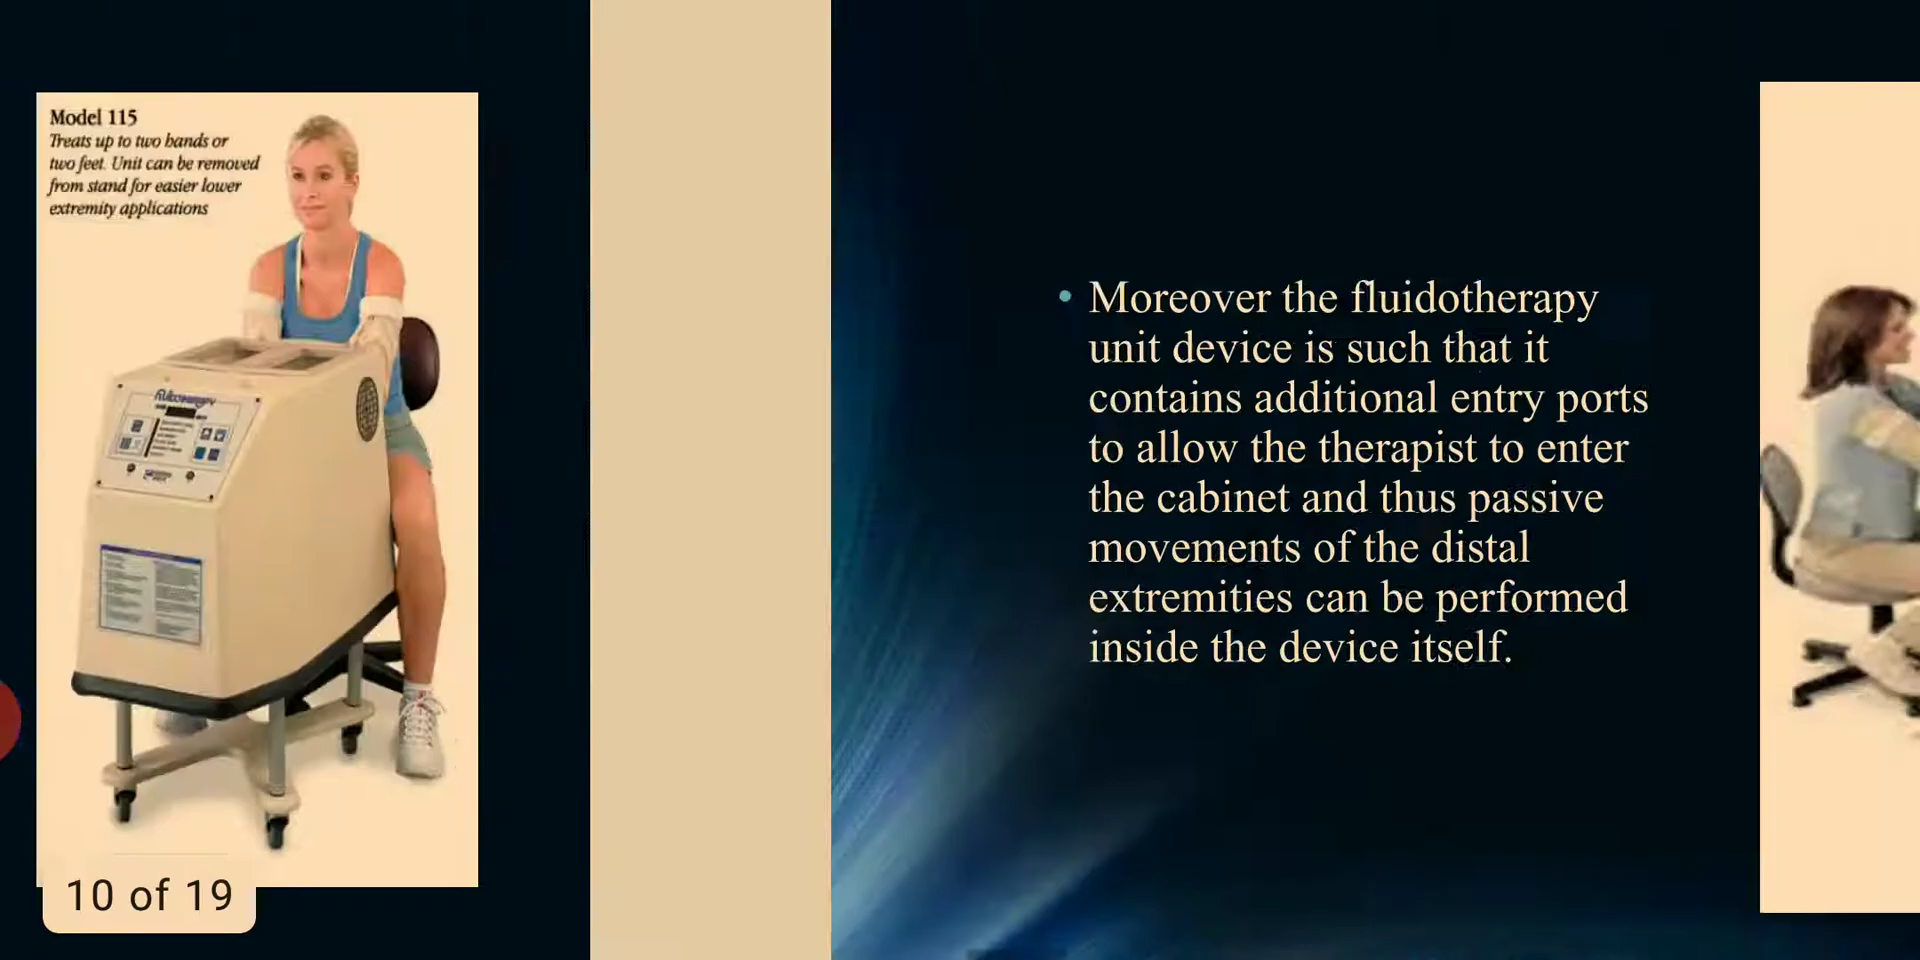 Model 115
Treats up to two hands or
two feet. Unit can be removed
from stand for easier lower
extremity applications
Fluidotherapy
10 of 19
• Moreover the fluidotherapy
unit device is such that it
contains additional entry ports
to allow the therapist to enter
the cabinet and thus passive
movements of the distal
extremities can be performed
inside the device itself.